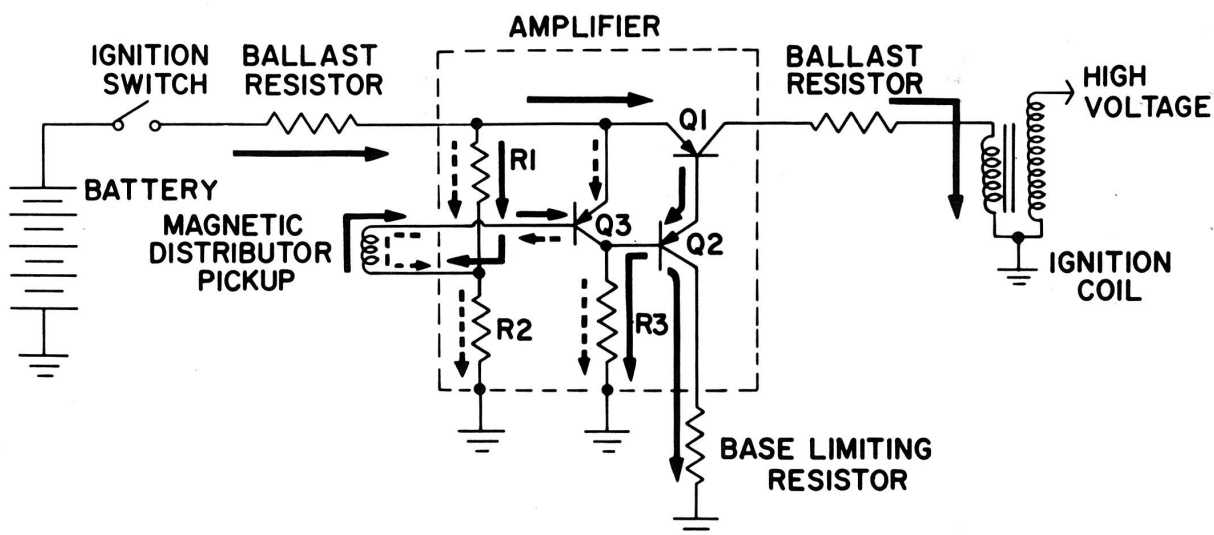 AMPLIFIER
IGNITION
SWITCH
BALLAST
RESISTOR
BALLAST
RESISTOR
HIGH
VOLTAGE
Q1
R1
BATTERY
MAGNETIC
DISTRIBUTOR
PICKUP
Q3
Q2
IGNITION
COIL
R2
R3
BASE LIMITING
RESISTOR